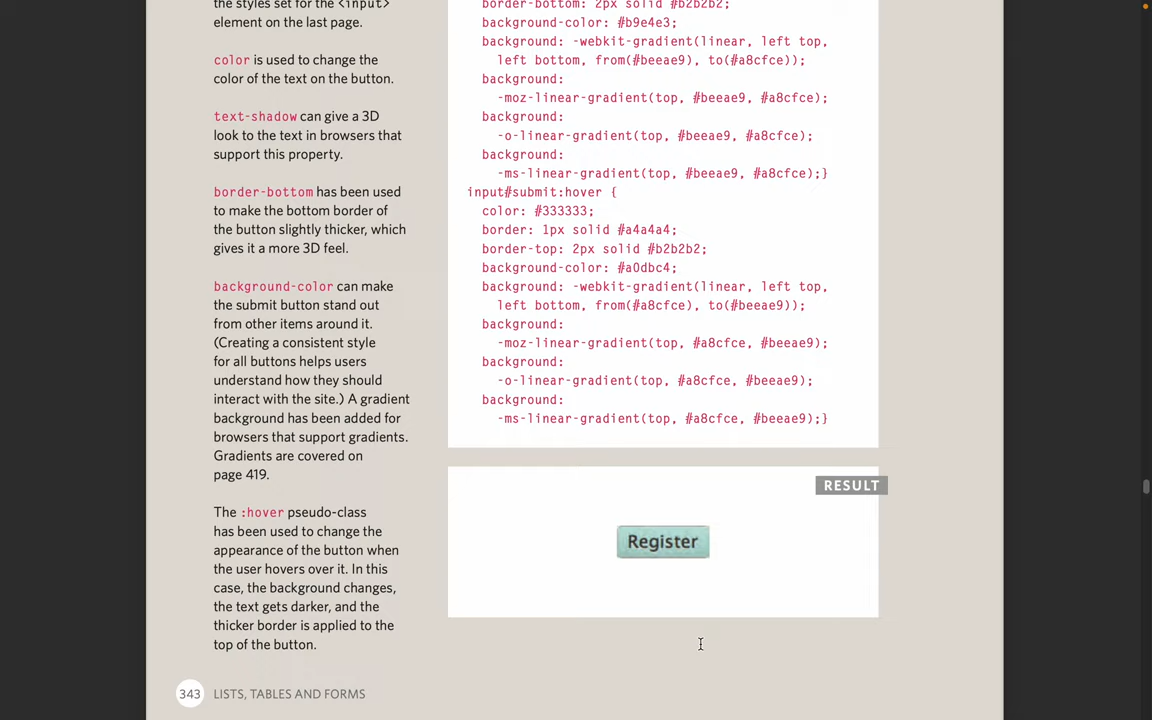 the styles set for the <input>
element on the last page.
color is used to change the
color of the text on the button.
text-shadow can give a 3D
look to the text in browsers that
support this property.
border-bottom has been used
to make the bottom border of
the button slightly thicker, which
gives it a more 3D feel.
background-color can make
the submit button stand out
from other items around it.
(Creating a consistent style
for all buttons helps users
understand how they should
interact with the site.) A gradient
background has been added for
browsers that support gradients.
Gradients are covered on
page 419.
The :hover pseudo-class
has been used to change the
appearance of the button when
the user hovers over it. In this
case, the background changes,
the text gets darker, and the
thicker border is applied to the
top of the button.
border-bottom: 2px solid #b2b2b2;
background-color: #b9e4e3;
background: -webkit-gradient(linear, left top,
left bottom, from(#beeae9), to(#a8cfce));
background:
-moz-linear-gradient(top, #beeae9, #a8cfce);
background:
-o-linear-gradient(top, #beeae9, #a8cfce);
background:
-ms-linear-gradient(top, #beeae9, #a8cfce);}
input#submit:hover {
color: #333333;
border: 1px solid #a4a4a4;
border-top: 2px solid #b2b2b2;
background-color: #a0dbc4;
background: -webkit-gradient(linear, left top,
left bottom, from(#a8cfce), to(#beeae9));
background:
-moz-linear-gradient(top, #a8cfce, #beeae9);
background:
-o-linear-gradient(top, #a8cfce, #beeae9);
background:
-ms-linear-gradient(top, #a8cfce, #beeae9);}
RESULT
Register
343 LISTS, TABLES AND FORMS